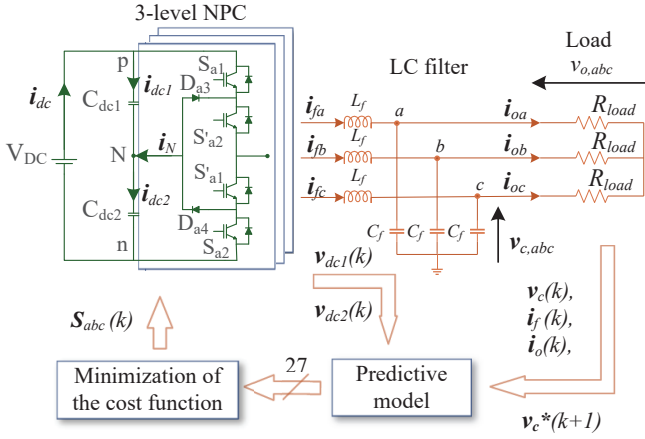 3-level NPC
Load
v_o,abc
LC filter
p
S_a1
D_a3
i_dc
i_dc1
C_dc1
S'_a2
V_DC
N
i_N
S'_a1
i_dc2
C_dc2
D_a4
S_a2
n
i_fa
L_f
a
i_oa
R_load
i_fb
L_f
b
i_ob
R_load
i_fc
L_f
c
i_oc
R_load
C_f
C_f
C_f
v_c,abc
v_dc1(k)
v_dc2(k)
S_abc(k)
v_c(k),
i_f(k),
i_o(k),
Minimization of
the cost function
27
Predictive
model
v_c*(k+1)